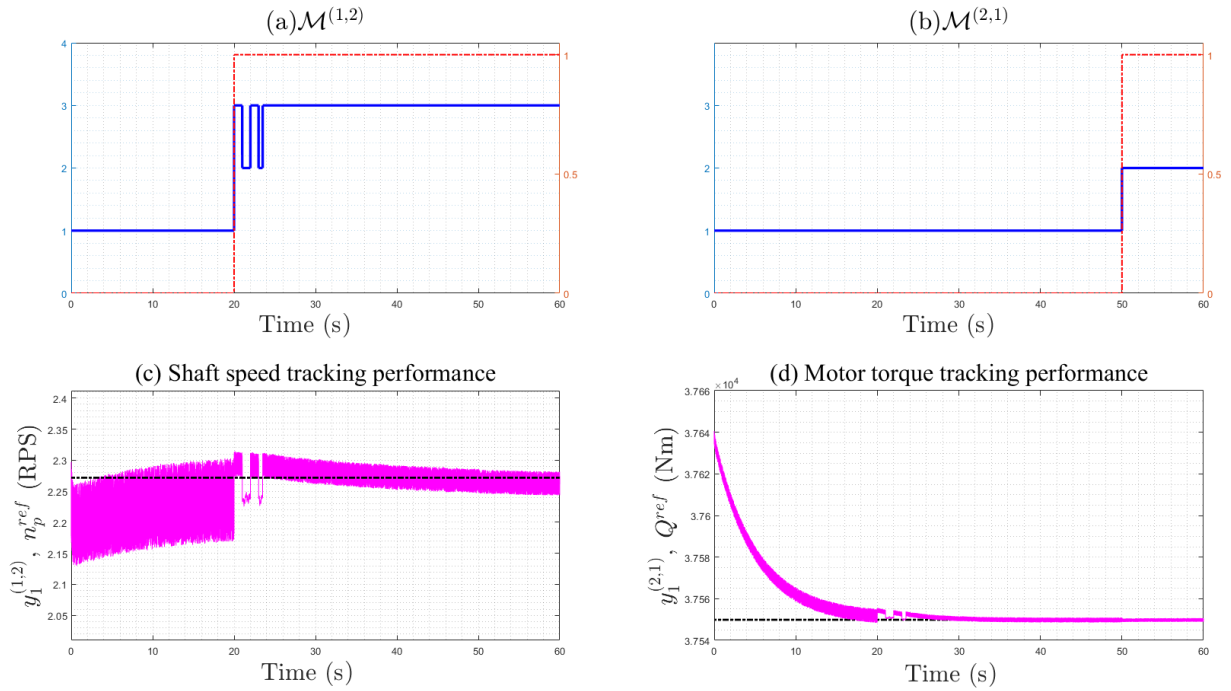 (a) M^(1,2)
4
3
2
1
0
1
0.5
0
0 10 20 30 40 50 60
Time (s)
(b) M^(2,1)
3
2
1
0
1
0.5
0
0 10 20 30 40 50 60
Time (s)
(c) Shaft speed tracking performance
y_1^(1,2) , n_p^ref (RPS)
2.4
2.35
2.3
2.25
2.2
2.15
2.1
2.05
0 10 20 30 40 50 60
Time (s)
(d) Motor torque tracking performance
× 10^4
y_1^(2,1) , Q^ref (Nm)
3.766
3.764
3.762
3.76
3.758
3.756
3.755
3.754
0 10 20 30 40 50 60
Time (s)